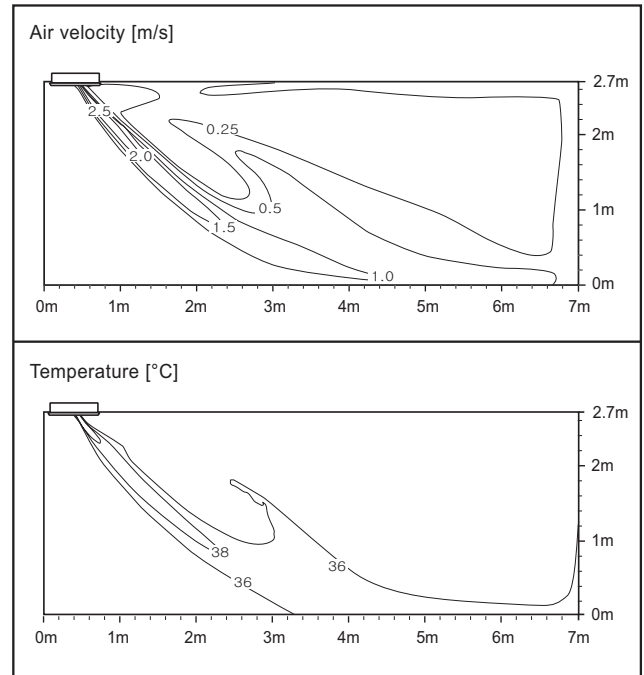 Air velocity [m/s]
2.7m
2.5
0.25
2m
2.0
0.5
1m
1.5
1.0
0m
0m 1m 2m 3m 4m 5m 6m 7m
Temperature [°C]
2.7m
2m
1m
38
36
36
0m
0m 1m 2m 3m 4m 5m 6m 7m